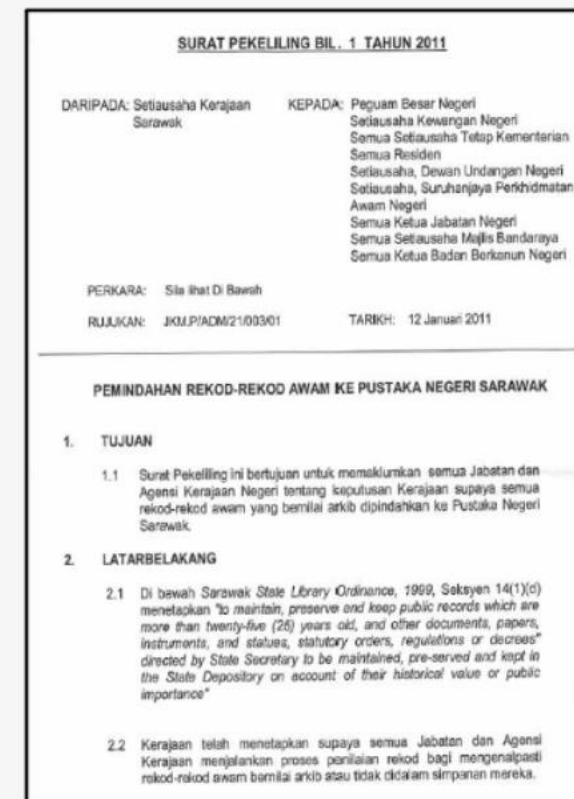 SURAT PEKELILING BIL. 1 TAHUN 2011
DARIPADA: Setiausaha Kerajaan Sarawak
KEPADA: Peguam Besar Negeri
Setiausaha Kewangan Negeri
Semua Setiausaha Tetap Kementerian
Semua Residen
Setiausaha, Dewan Undangan Negeri
Setiausaha, Suruhanjaya Perkhidmatan
Awam Negeri
Semua Ketua Jabatan Negeri
Semua Setiausaha Majlis Bandaraya
Semua Ketua Badan Berkanun Negeri
PERKARA: Sila lihat Di Bawah
RUJUKAN: JKM.P/ADM/21/003/01 TARIKH: 12 Januari 2011
PEMINDAHAN REKOD-REKOD AWAM KE PUSTAKA NEGERI SARAWAK
1. TUJUAN
1.1 Surat Pekeliling ini bertujuan untuk memaklumkan semua Jabatan dan
Agensi Kerajaan Negeri tentang keputusan Kerajaan supaya semua
rekod-rekod awam yang bernilai arkib dipindahkan ke Pustaka Negeri
Sarawak.
2. LATARBELAKANG
2.1 Di bawah Sarawak State Library Ordinance, 1999, Seksyen 14(1)(d)
menetapkan "to maintain, preserve and keep public records which are
more than twenty-five (25) years old, and other documents, papers,
instruments, and statues, statutory orders, regulations or decrees"
directed by State Secretary to be maintained, pre-served and kept in
the State Depository on account of their historical value or public
importance"
2.2 Kerajaan telah menetapkan supaya semua Jabatan dan Agensi
Kerajaan menjalankan proses penilaian rekod bagi mengenalpasti
rekod-rekod awam bernilai arkib atau tidak didalam simpanan mereka.